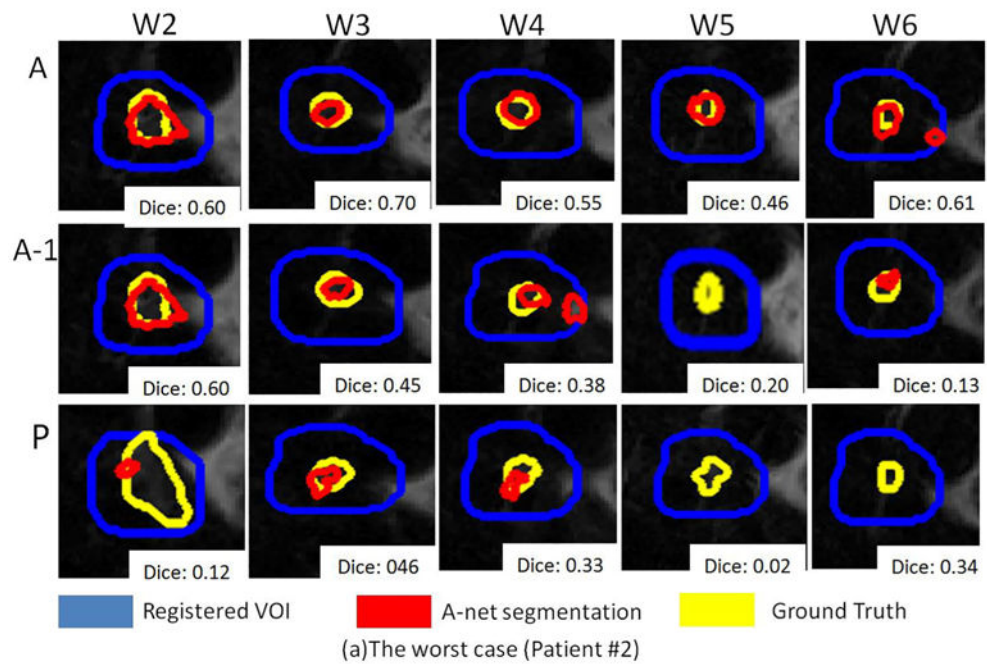 W2 W3 W4 W5 W6
A
Dice: 0.60 Dice: 0.70 Dice: 0.55 Dice: 0.46 Dice: 0.61
A-1
Dice: 0.60 Dice: 0.45 Dice: 0.38 Dice: 0.20 Dice: 0.13
P
Dice: 0.12 Dice: 046 Dice: 0.33 Dice: 0.02 Dice: 0.34
Registered VOI A-net segmentation Ground Truth
(a)The worst case (Patient #2)